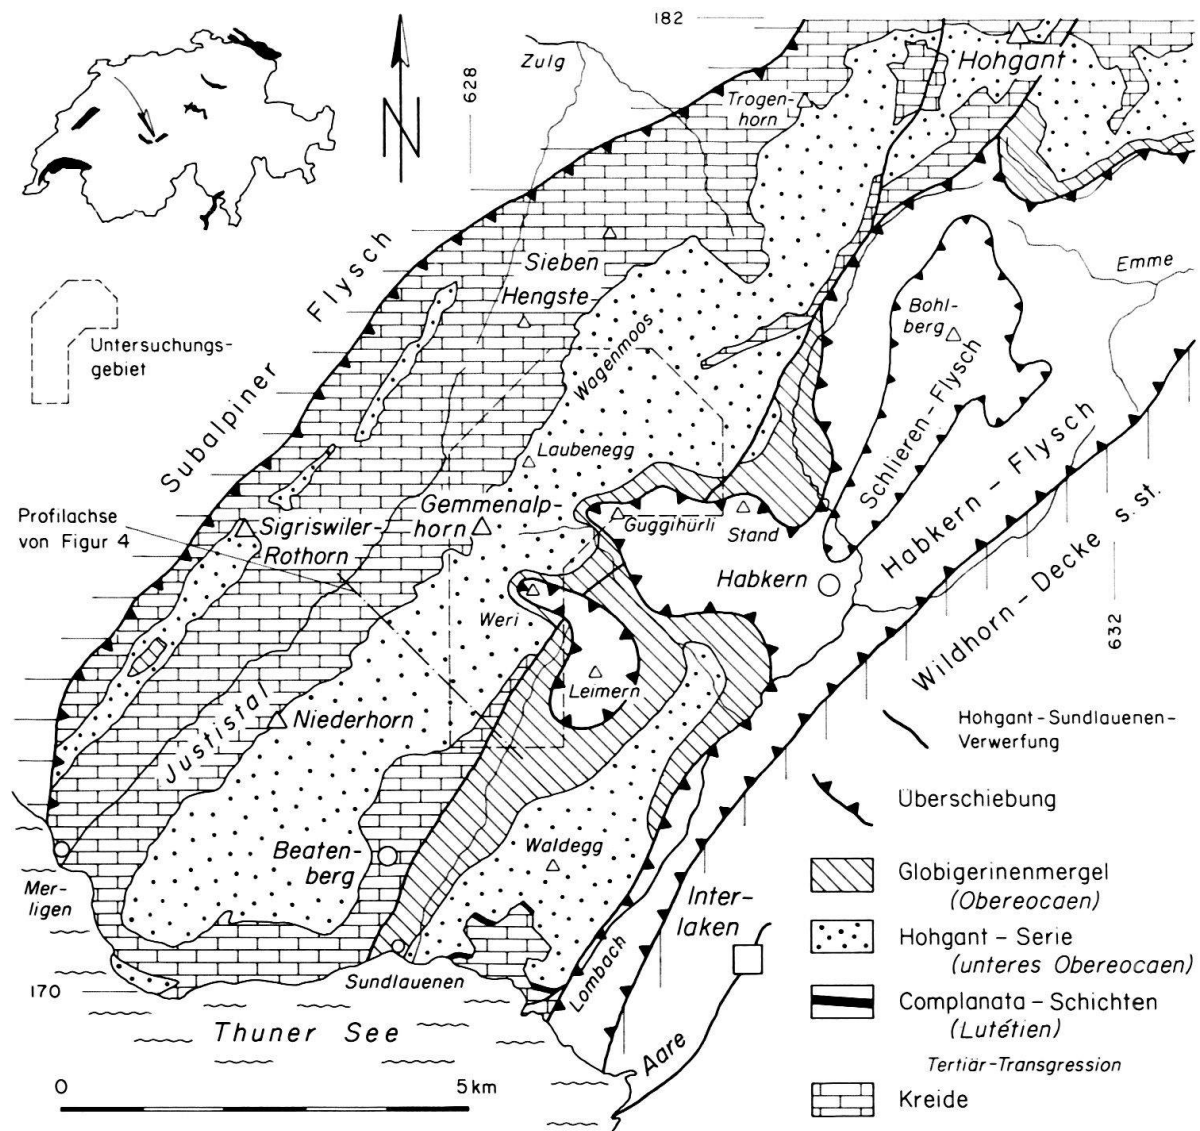 182
Hohgant
Zulg
628
Trogen-
horn
N
Sieben
Hengste
Emme
Bohl-
berg
Untersuchungs-
gebiet
Subalpiner Flysch
Wagenmoos
Schlieren-Flysch
Laubenegg
Habkern-Flysch
Gemmenalp-
horn
Profilachse
von Figur 4
Sigriswiler-
Rothorn
Guggihürli
Stand
Habkern
Wildhorn-Decke s. st.
632
Weri
Leimern
Justistal
Niederhorn
Hohgant-Sundlauenen-
Verwerfung
Überschiebung
Beaten-
berg
Waldegg
Mer-
ligen
Inter-
laken
Globigerinenmergel
(Obereocaen)
Hohgant-Serie
(unteres Obereocaen)
Sundlauenen
Lombach
170
Complanata-Schichten
(Lutétien)
Thuner See
Aare
Tertiär-Transgression
0 5 km
Kreide